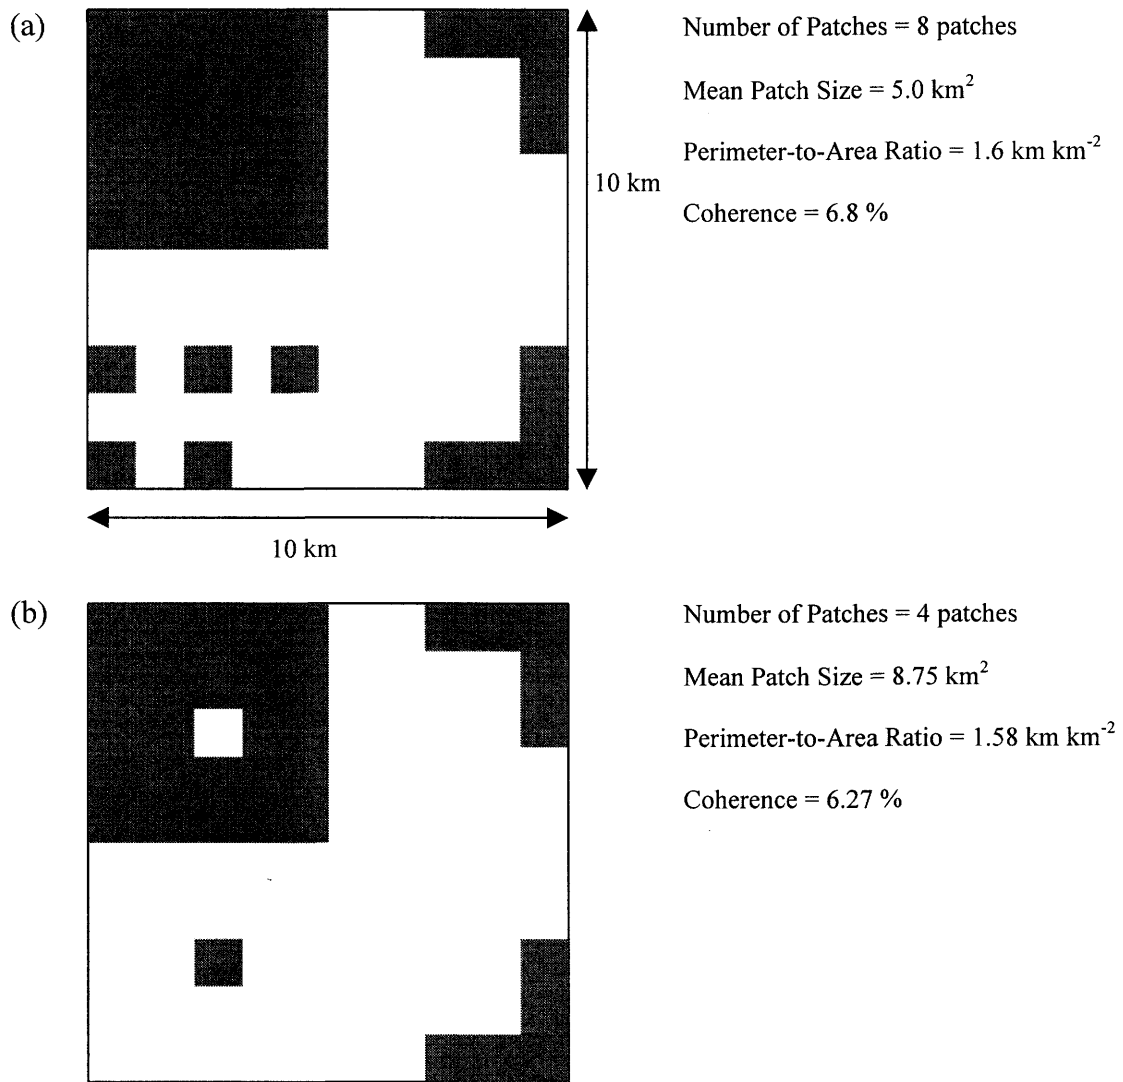 (a)
Number of Patches = 8 patches
Mean Patch Size = 5.0 km²
Perimeter-to-Area Ratio = 1.6 km km⁻²
10 km
Coherence = 6.8 %
10 km
(b)
Number of Patches = 4 patches
Mean Patch Size = 8.75 km²
Perimeter-to-Area Ratio = 1.58 km km⁻²
Coherence = 6.27 %